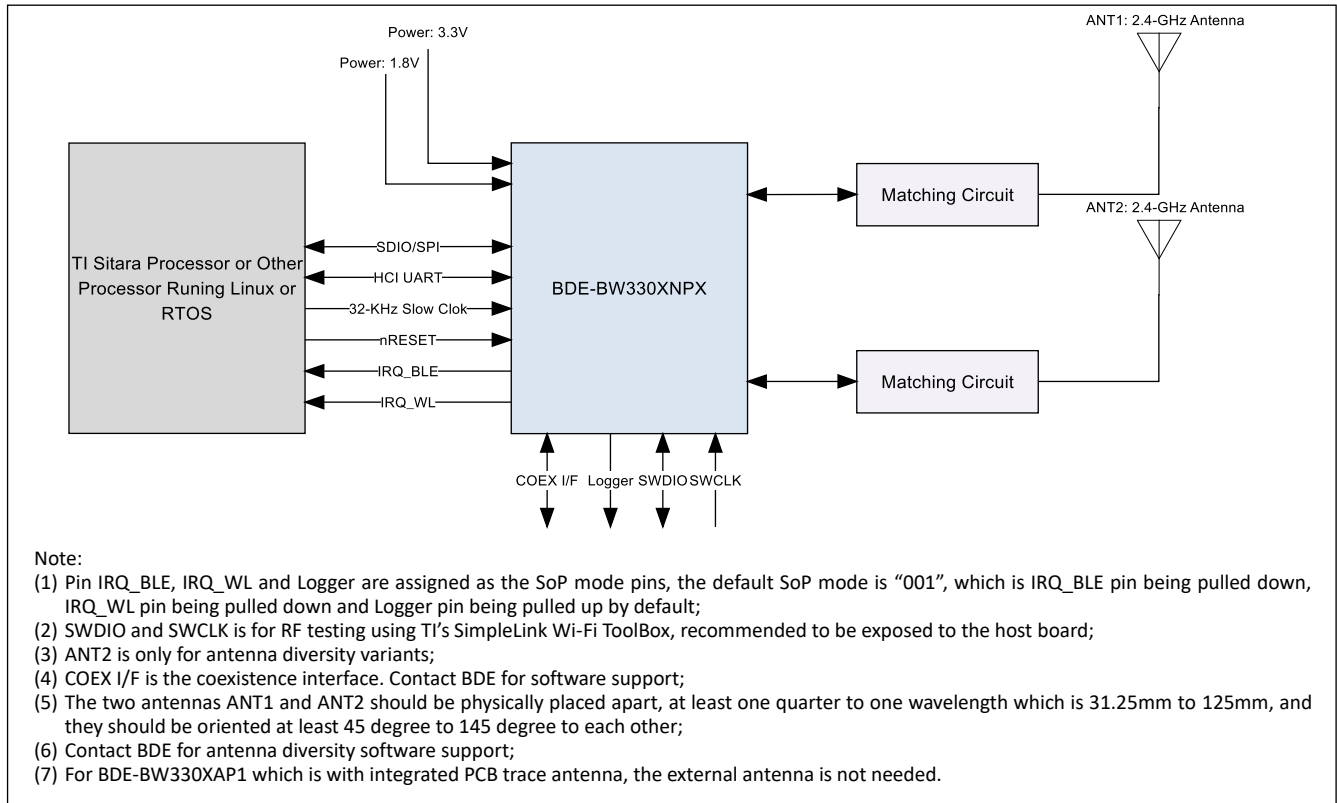 Power: 3.3V
Power: 1.8V
ANT1: 2.4-GHz Antenna
Matching Circuit
ANT2: 2.4-GHz Antenna
TI Sitara Processor or Other
Processor Runing Linux or
RTOS
SDIO/SPI
HCI UART
32-KHz Slow Clok
nRESET
IRQ_BLE
IRQ_WL
BDE-BW330XNPX
Matching Circuit
COEX I/F Logger SWDIO SWCLK
Note:
(1) Pin IRQ_BLE, IRQ_WL and Logger are assigned as the SoP mode pins, the default SoP mode is “001”, which is IRQ_BLE pin being pulled down,
IRQ_WL pin being pulled down and Logger pin being pulled up by default;
(2) SWDIO and SWCLK is for RF testing using TI’s SimpleLink Wi-Fi ToolBox, recommended to be exposed to the host board;
(3) ANT2 is only for antenna diversity variants;
(4) COEX I/F is the coexistence interface. Contact BDE for software support;
(5) The two antennas ANT1 and ANT2 should be physically placed apart, at least one quarter to one wavelength which is 31.25mm to 125mm, and
they should be oriented at least 45 degree to 145 degree to each other;
(6) Contact BDE for antenna diversity software support;
(7) For BDE-BW330XAP1 which is with integrated PCB trace antenna, the external antenna is not needed.